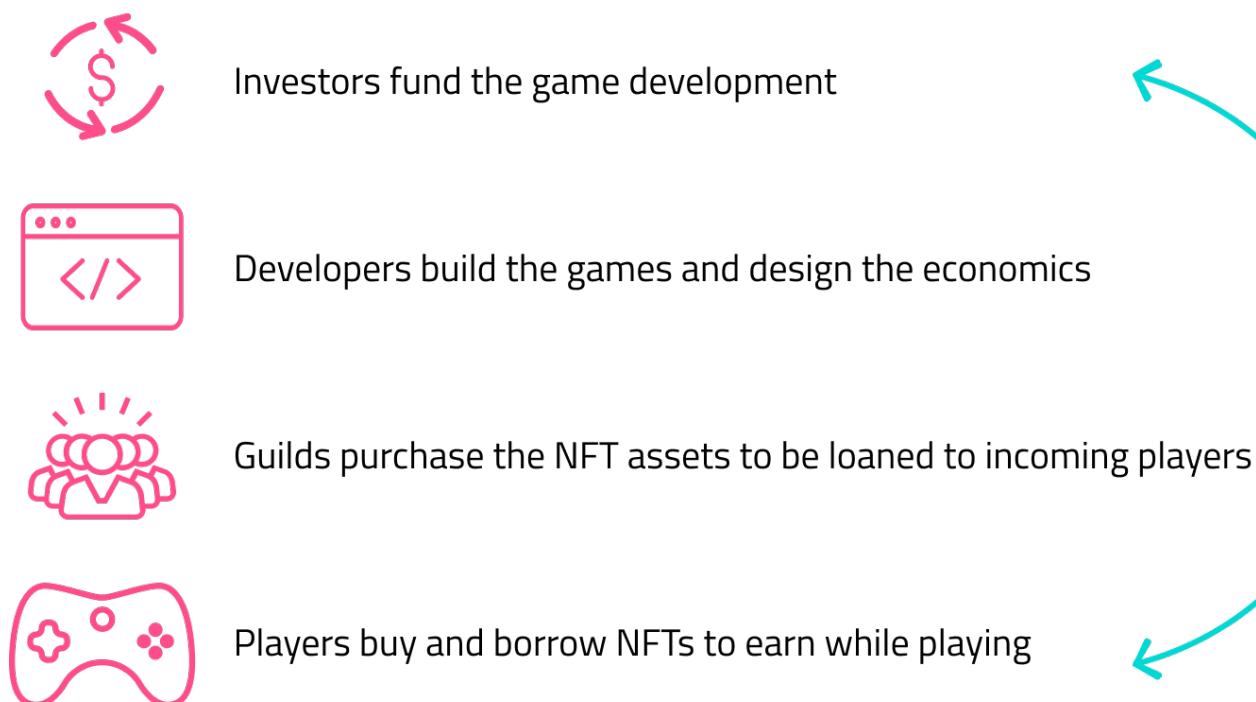 Investors fund the game development
Developers build the games and design the economics
Guilds purchase the NFT assets to be loaned to incoming players
Players buy and borrow NFTs to earn while playing